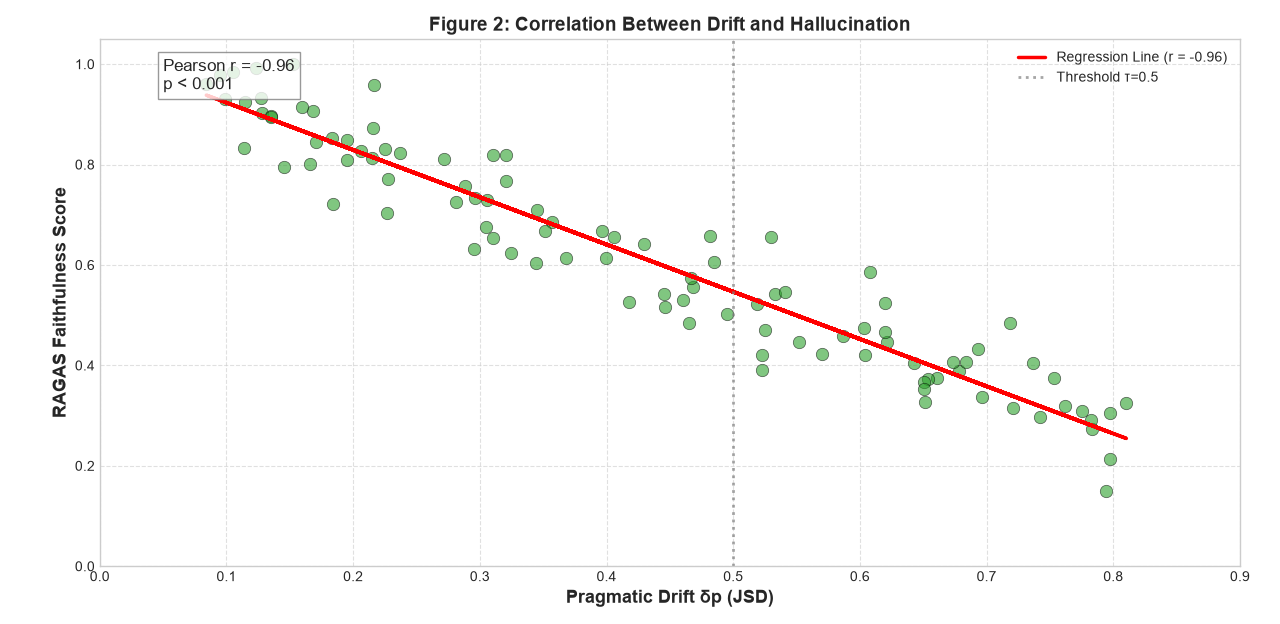 Figure 2: Correlation Between Drift and Hallucination
Pearson r = -0.96
p < 0.001
Regression Line (r = -0.96)
Threshold τ=0.5
1.0
0.8
0.6
0.4
0.2
0.0
RAGAS Faithfulness Score
0.0 0.1 0.2 0.3 0.4 0.5 0.6 0.7 0.8 0.9
Pragmatic Drift δp (JSD)